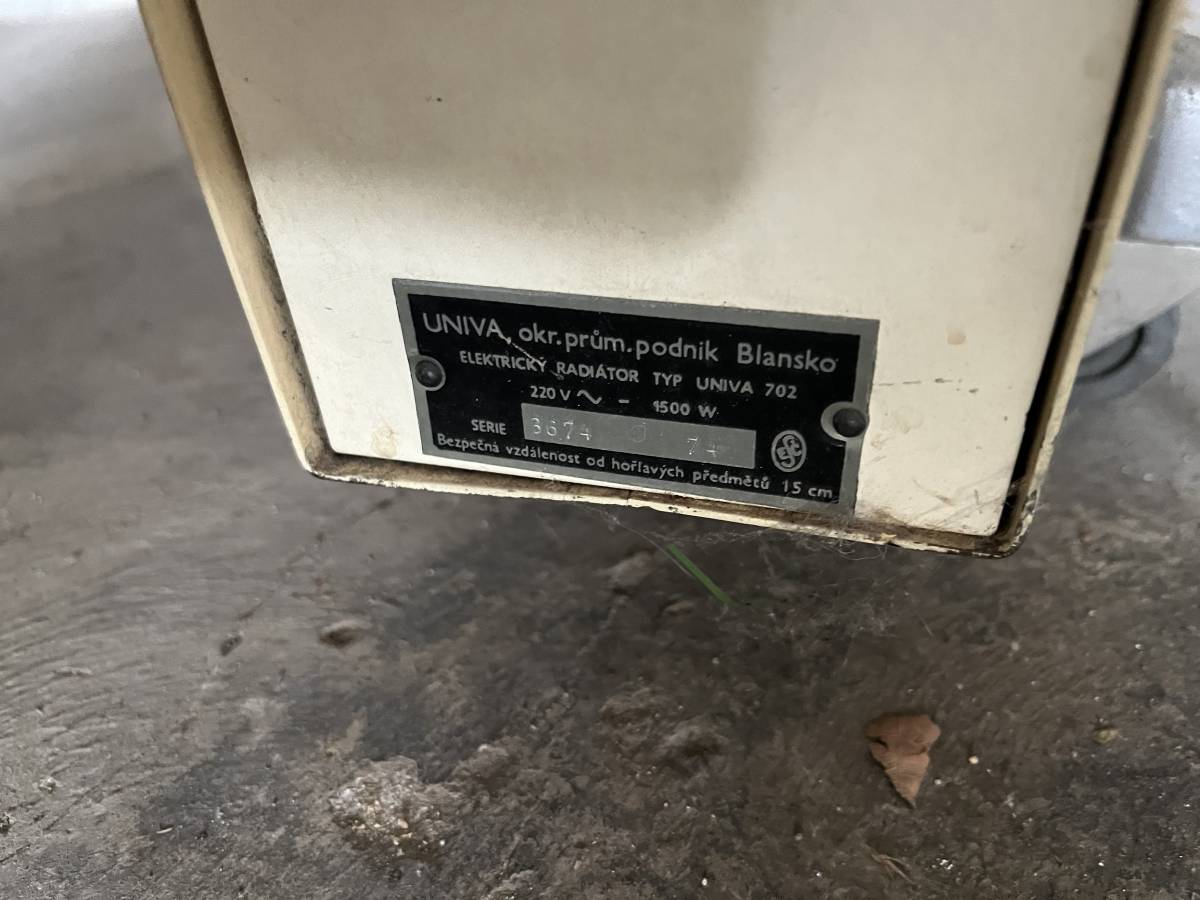 UNIVA, okr. prům. podnik Blansko
ELEKTRICKÝ RADIÁTOR TYP UNIVA 702
220 V ~ - 1500 W
SERIE 3674 74
Bezpečná vzdálenost od hořlavých předmětů 15 cm